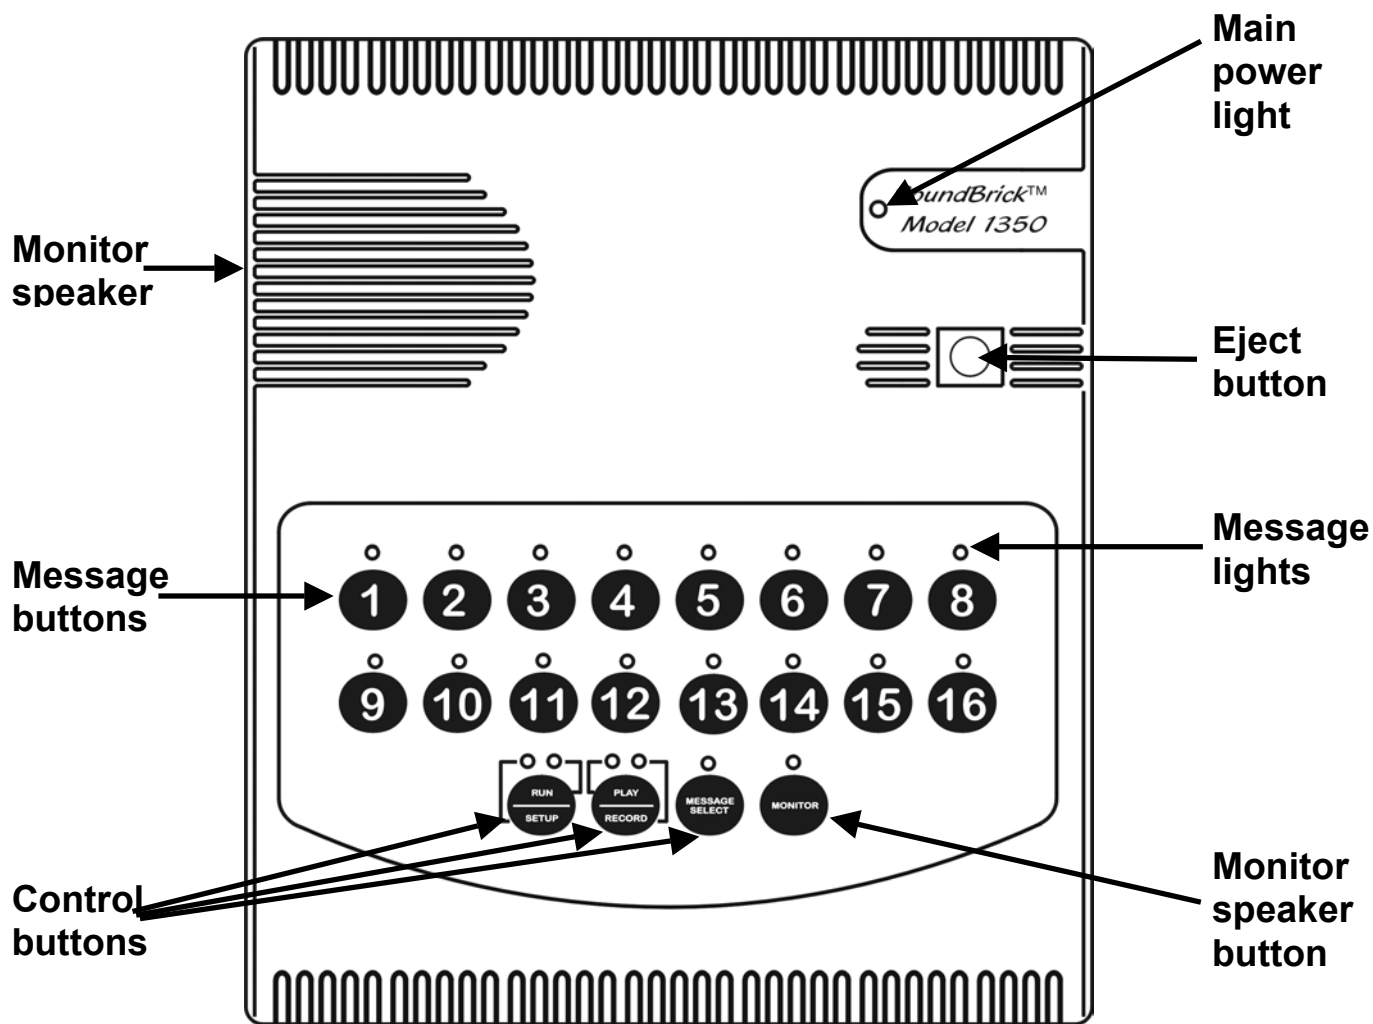 Main
power
light
oundBrick™
Model 1350
Monitor
speaker
Eject
button
Message
lights
Message
buttons
1 2 3 4 5 6 7 8
9 10 11 12 13 14 15 16
RUN
SETUP
PLAY
RECORD
MESSAGE
SELECT
MONITOR
Control
buttons
Monitor
speaker
button